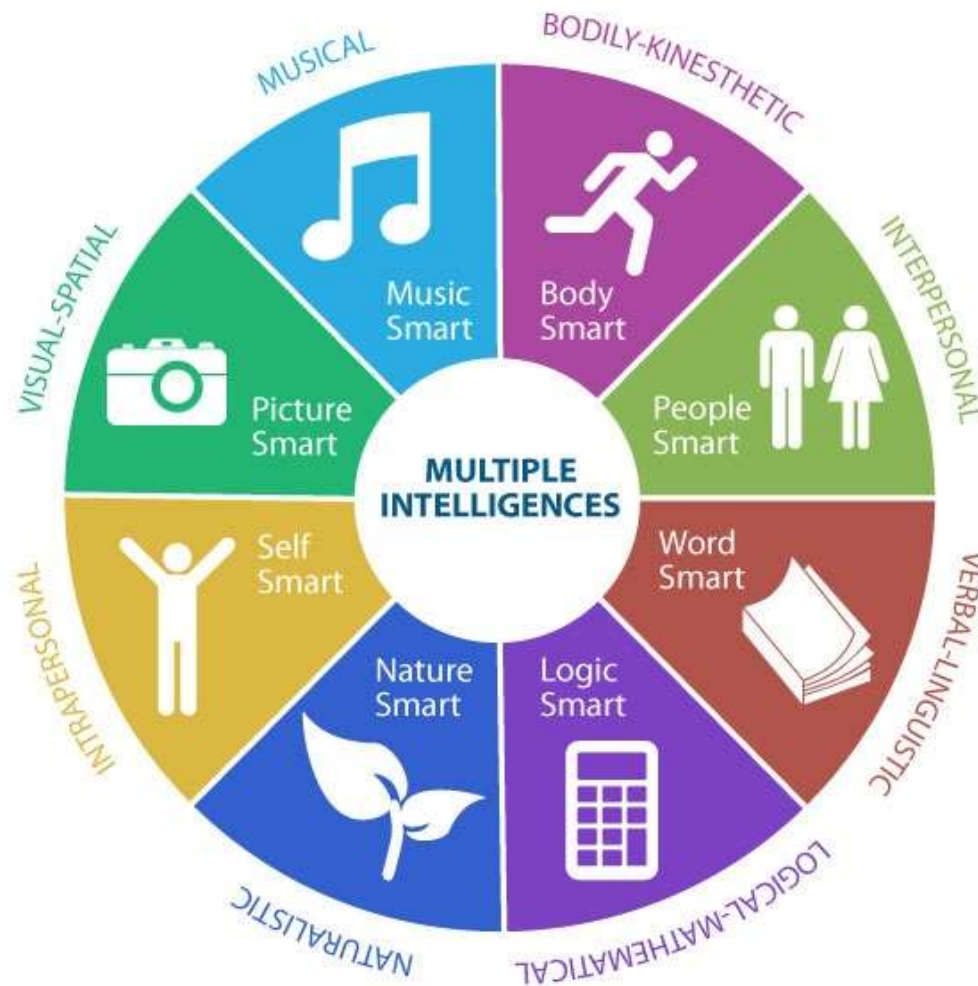 MUSICAL
BODILY-KINESTHETIC
INTERPERSONAL
VERBAL-LINGUISTIC
LOGICAL-MATHEMATICAL
NATURALISTIC
INTRAPERSONAL
VISUAL-SPATIAL
Music
Smart
Body
Smart
People
Smart
Word
Smart
Logic
Smart
Nature
Smart
Self
Smart
Picture
Smart
MULTIPLE
INTELLIGENCES